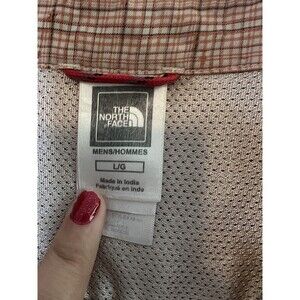 THE
NORTH
FACE
MENS/HOMMES
L/G
Made in India
Fabriqué en Inde